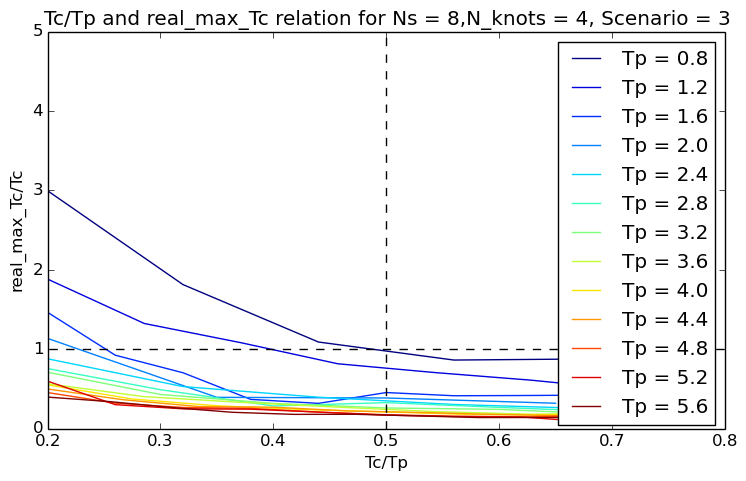 Tc/Tp and real_max_Tc relation for Ns = 8,N_knots = 4, Scenario = 3
5
4
3
2
1
0
real_max_Tc/Tc
0.2
0.3
0.4
0.5
0.6
0.7
0.8
Tc/Tp
Tp = 0.8
Tp = 1.2
Tp = 1.6
Tp = 2.0
Tp = 2.4
Tp = 2.8
Tp = 3.2
Tp = 3.6
Tp = 4.0
Tp = 4.4
Tp = 4.8
Tp = 5.2
Tp = 5.6